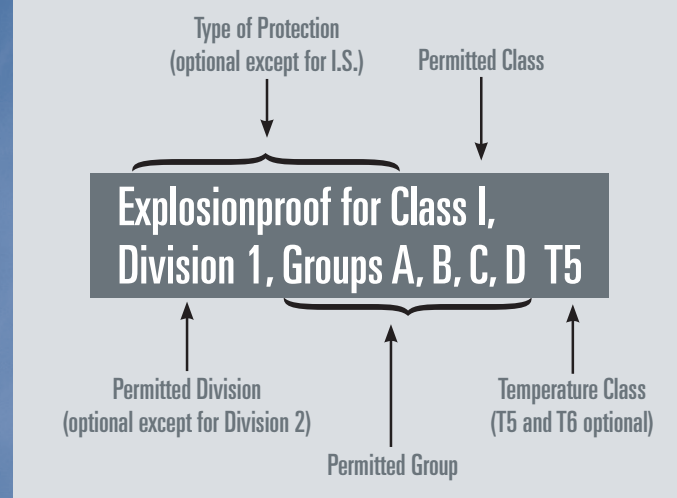 Type of Protection
(optional except for I.S.)
Permitted Class
Explosionproof for Class I,
Division 1, Groups A, B, C, D T5
Permitted Division
(optional except for Division 2)
Temperature Class
(T5 and T6 optional)
Permitted Group